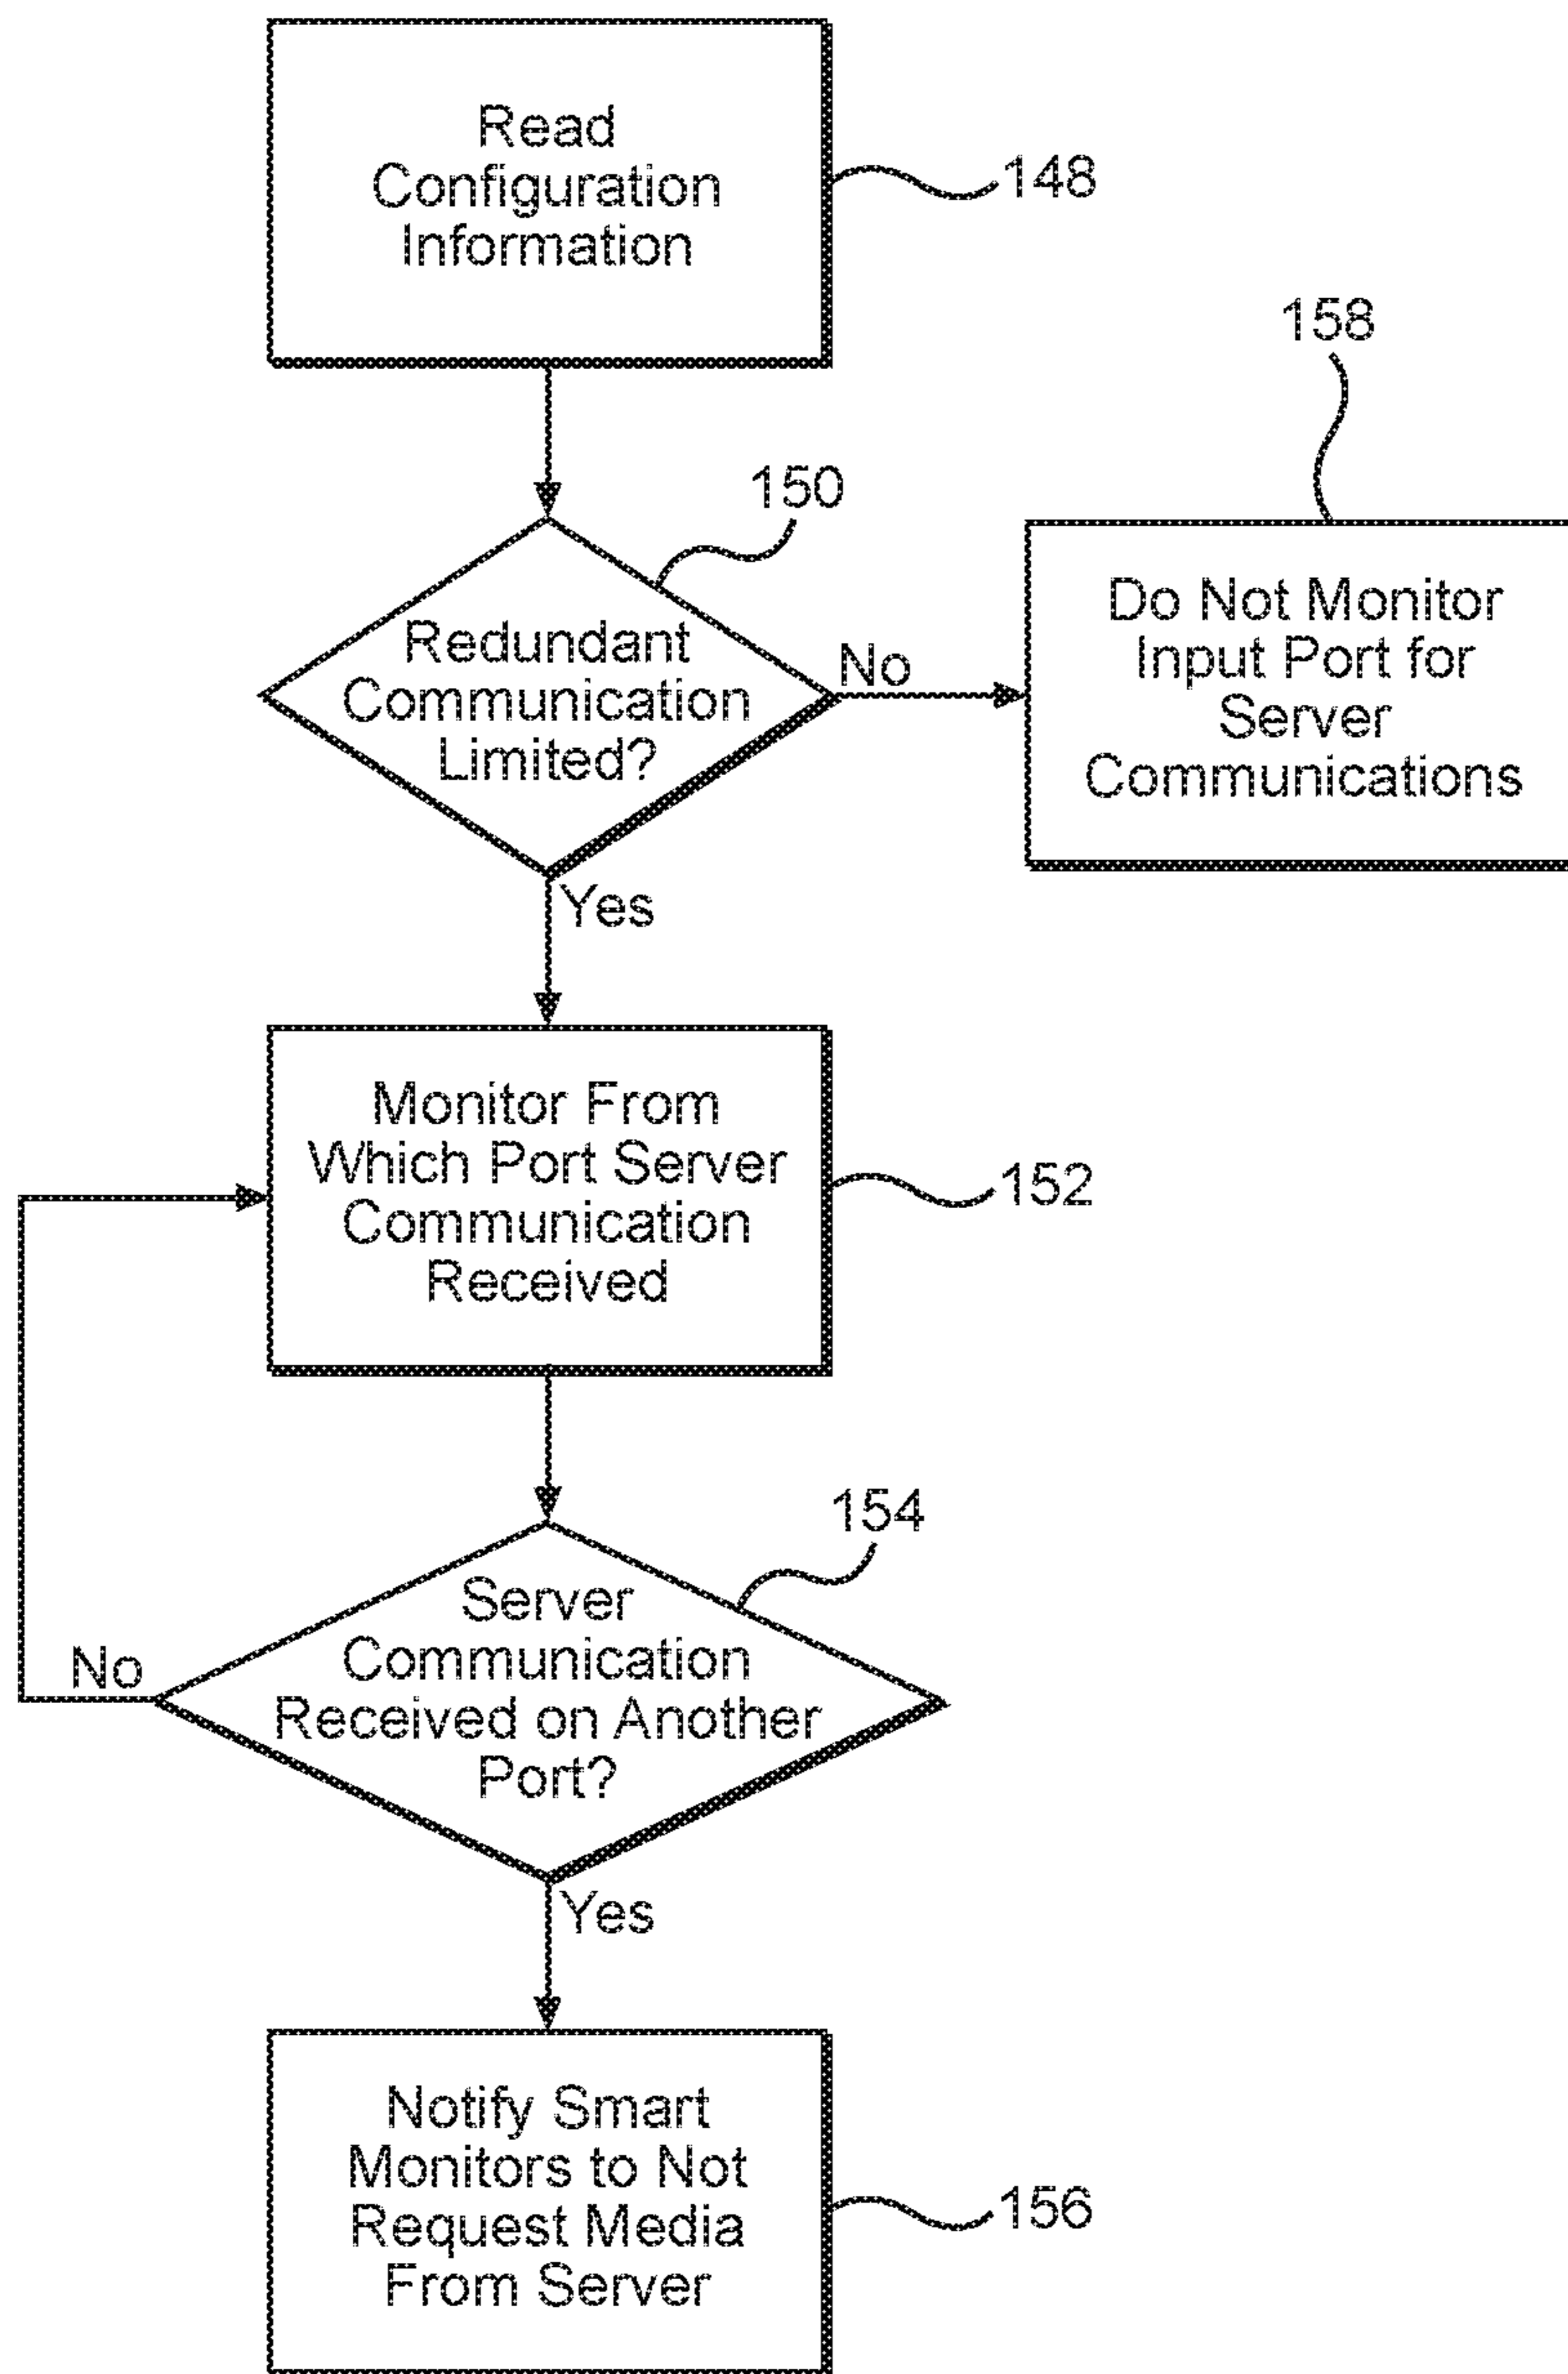 Read
Configuration
Information
148
158
150
Redundant
Communication
Limited?
No
Do Not Monitor
Input Port for
Server
Communications
Yes
Monitor From
Which Port Server
Communication
Received
152
154
Server
Communication
Received on Another
Port?
No
Yes
Notify Smart
Monitors to Not
Request Media
From Server
156